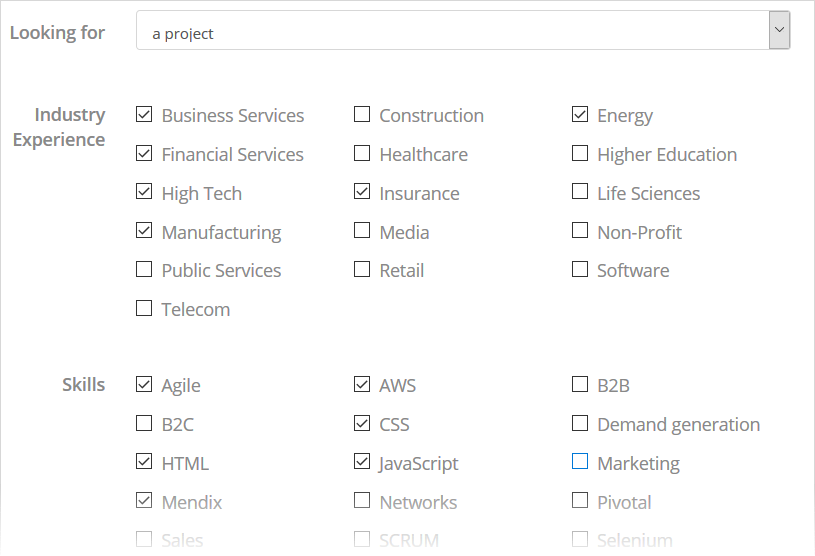 Looking for
a project
Industry
Experience
Business Services Construction Energy
Financial Services Healthcare Higher Education
High Tech Insurance Life Sciences
Manufacturing Media Non-Profit
Public Services Retail Software
Telecom
Skills
Agile AWS B2B
B2C CSS Demand generation
HTML JavaScript Marketing
Mendix Networks Pivotal
Sales SCRUM Selenium